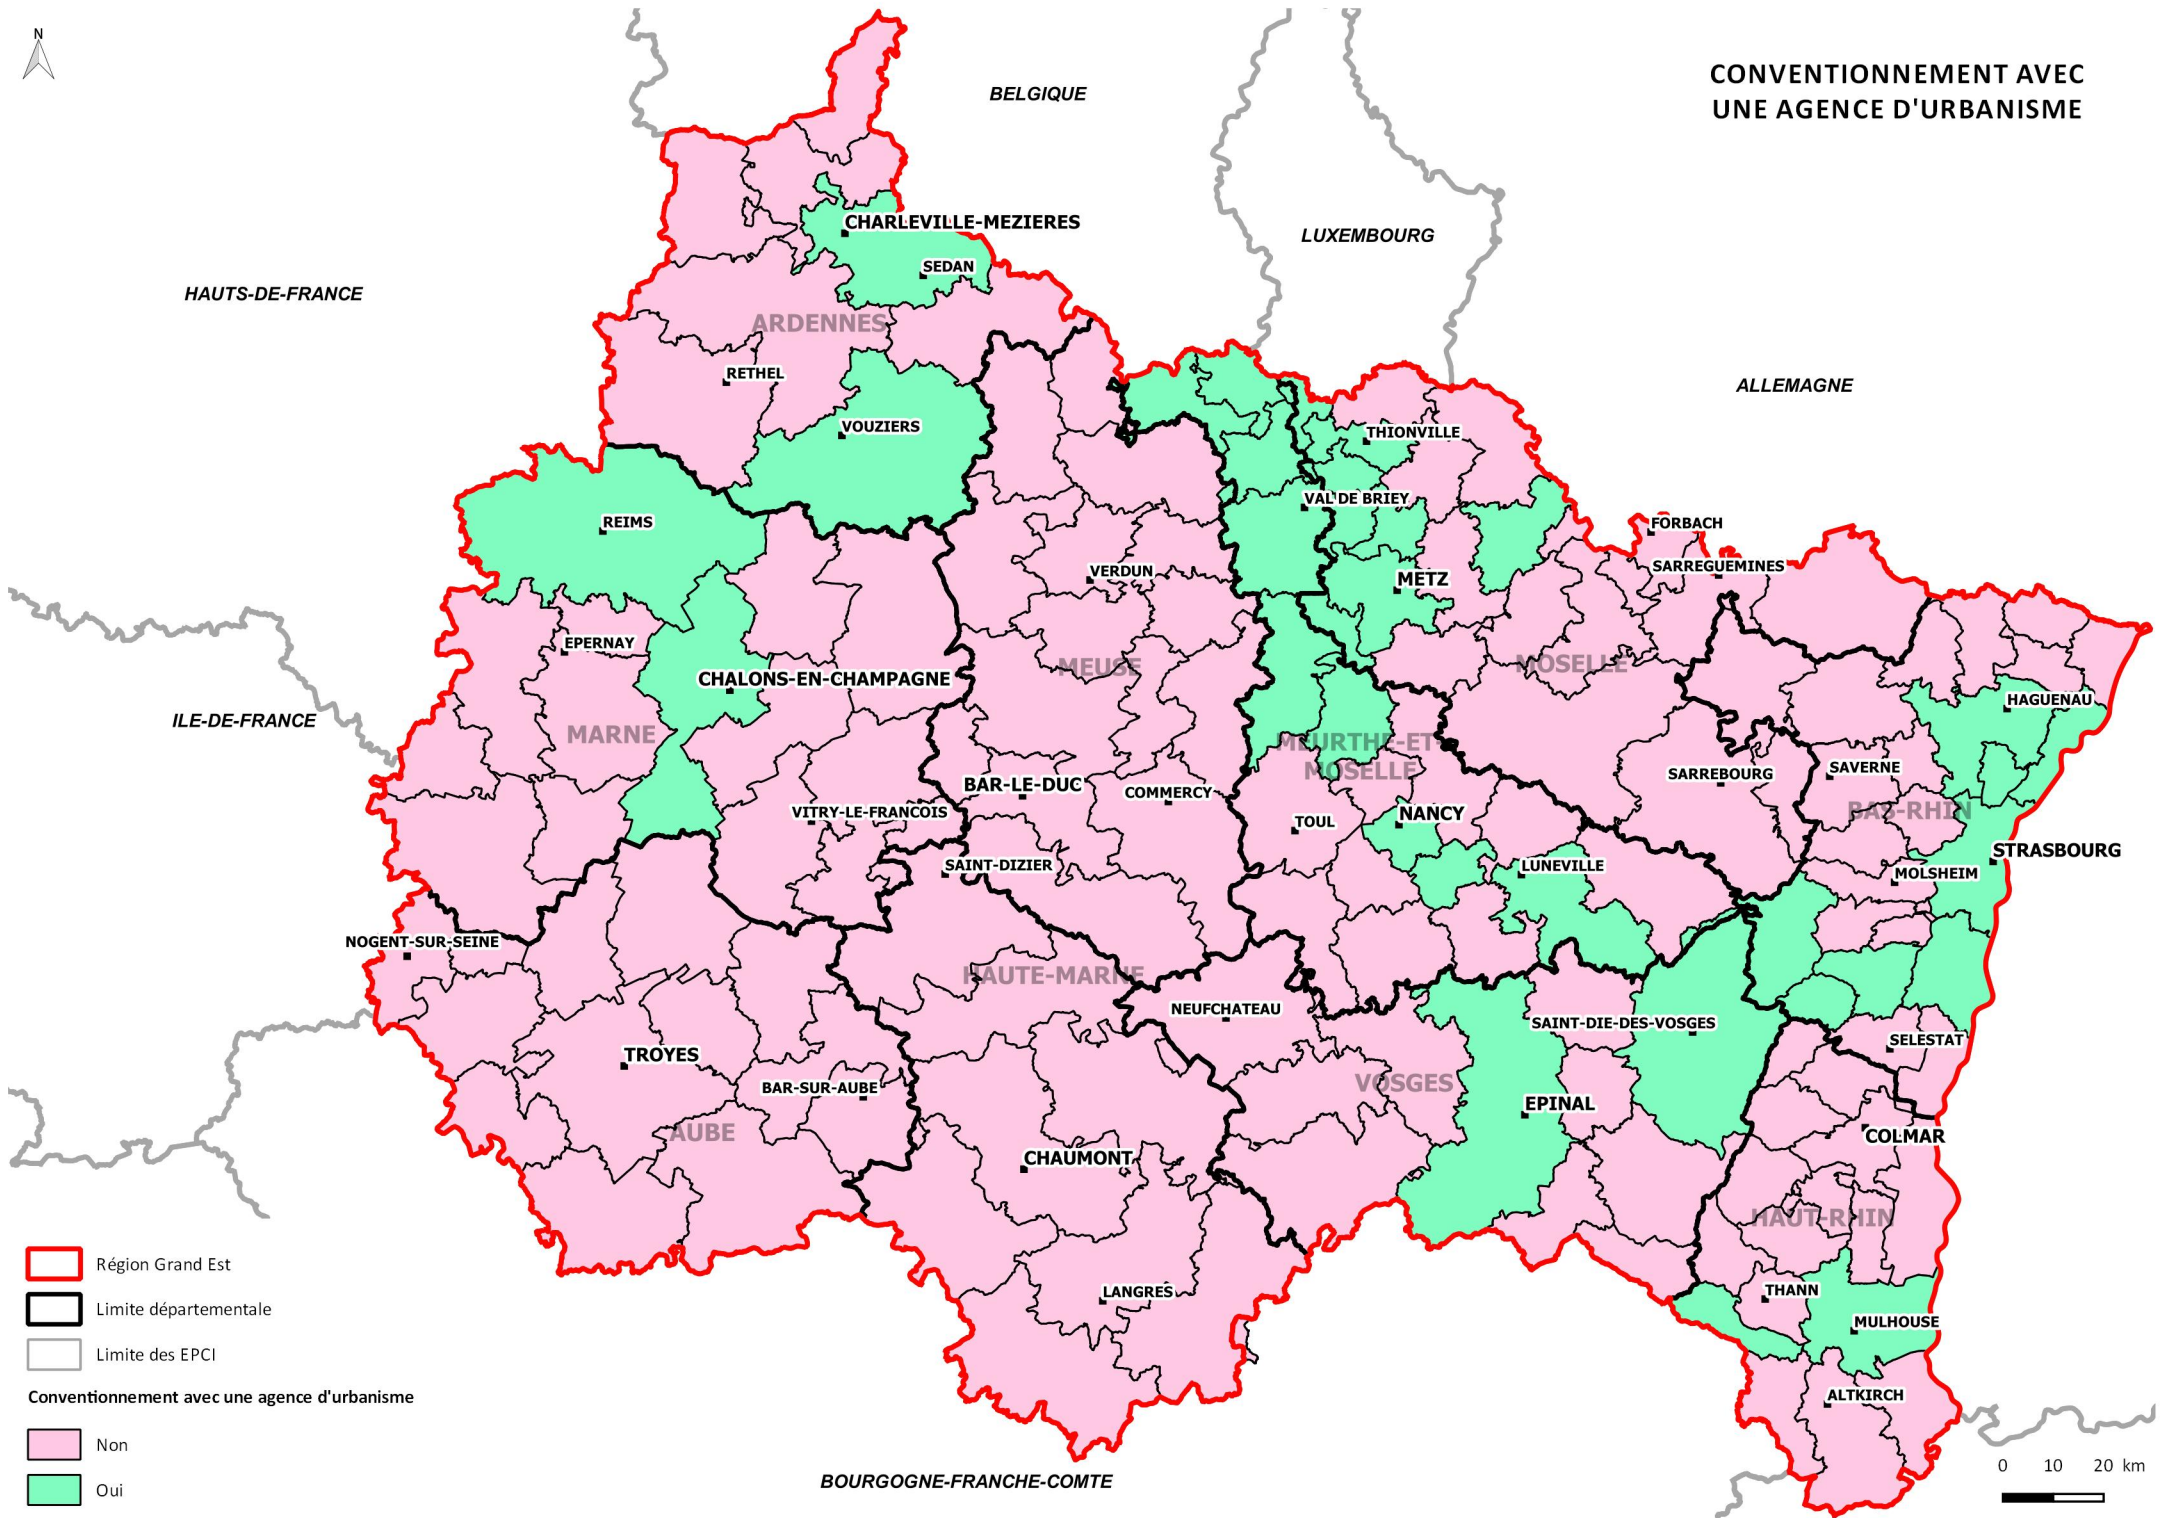 N
CONVENTIONNEMENT AVEC
UNE AGENCE D'URBANISME
BELGIQUE
LUXEMBOURG
HAUTS-DE-FRANCE
ALLEMAGNE
ILE-DE-FRANCE
BOURGOGNE-FRANCHE-COMTE
CHARLEVILLE-MEZIERES
SEDAN
ARDENNES
RETHEL
VOUZIERS
REIMS
THIONVILLE
VAL DE BRIEY
FORBACH
SARREGUEMINES
VERDUN
METZ
EPERNAY
MEUSE
MOSELLE
CHALONS-EN-CHAMPAGNE
HAGUENAU
MARNE
MEURTHE-ET-
MOSELLE
SARREBOURG
SAVERNE
BAR-LE-DUC
COMMERCY
BAS-RHIN
VITRY-LE-FRANCOIS
TOUL
NANCY
STRASBOURG
SAINT-DIZIER
LUNEVILLE
MOLSHEIM
NOGENT-SUR-SEINE
HAUTE-MARNE
NEUFCHATEAU
SAINT-DIE-DES-VOSGES
SELESTAT
TROYES
BAR-SUR-AUBE
VOSGES
EPINAL
AUBE
COLMAR
CHAUMONT
HAUT-RHIN
LANGRES
THANN
MULHOUSE
ALTKIRCH
Région Grand Est
Limite départementale
Limite des EPCI
Conventionnement avec une agence d'urbanisme
Non
Oui
0 10 20 km